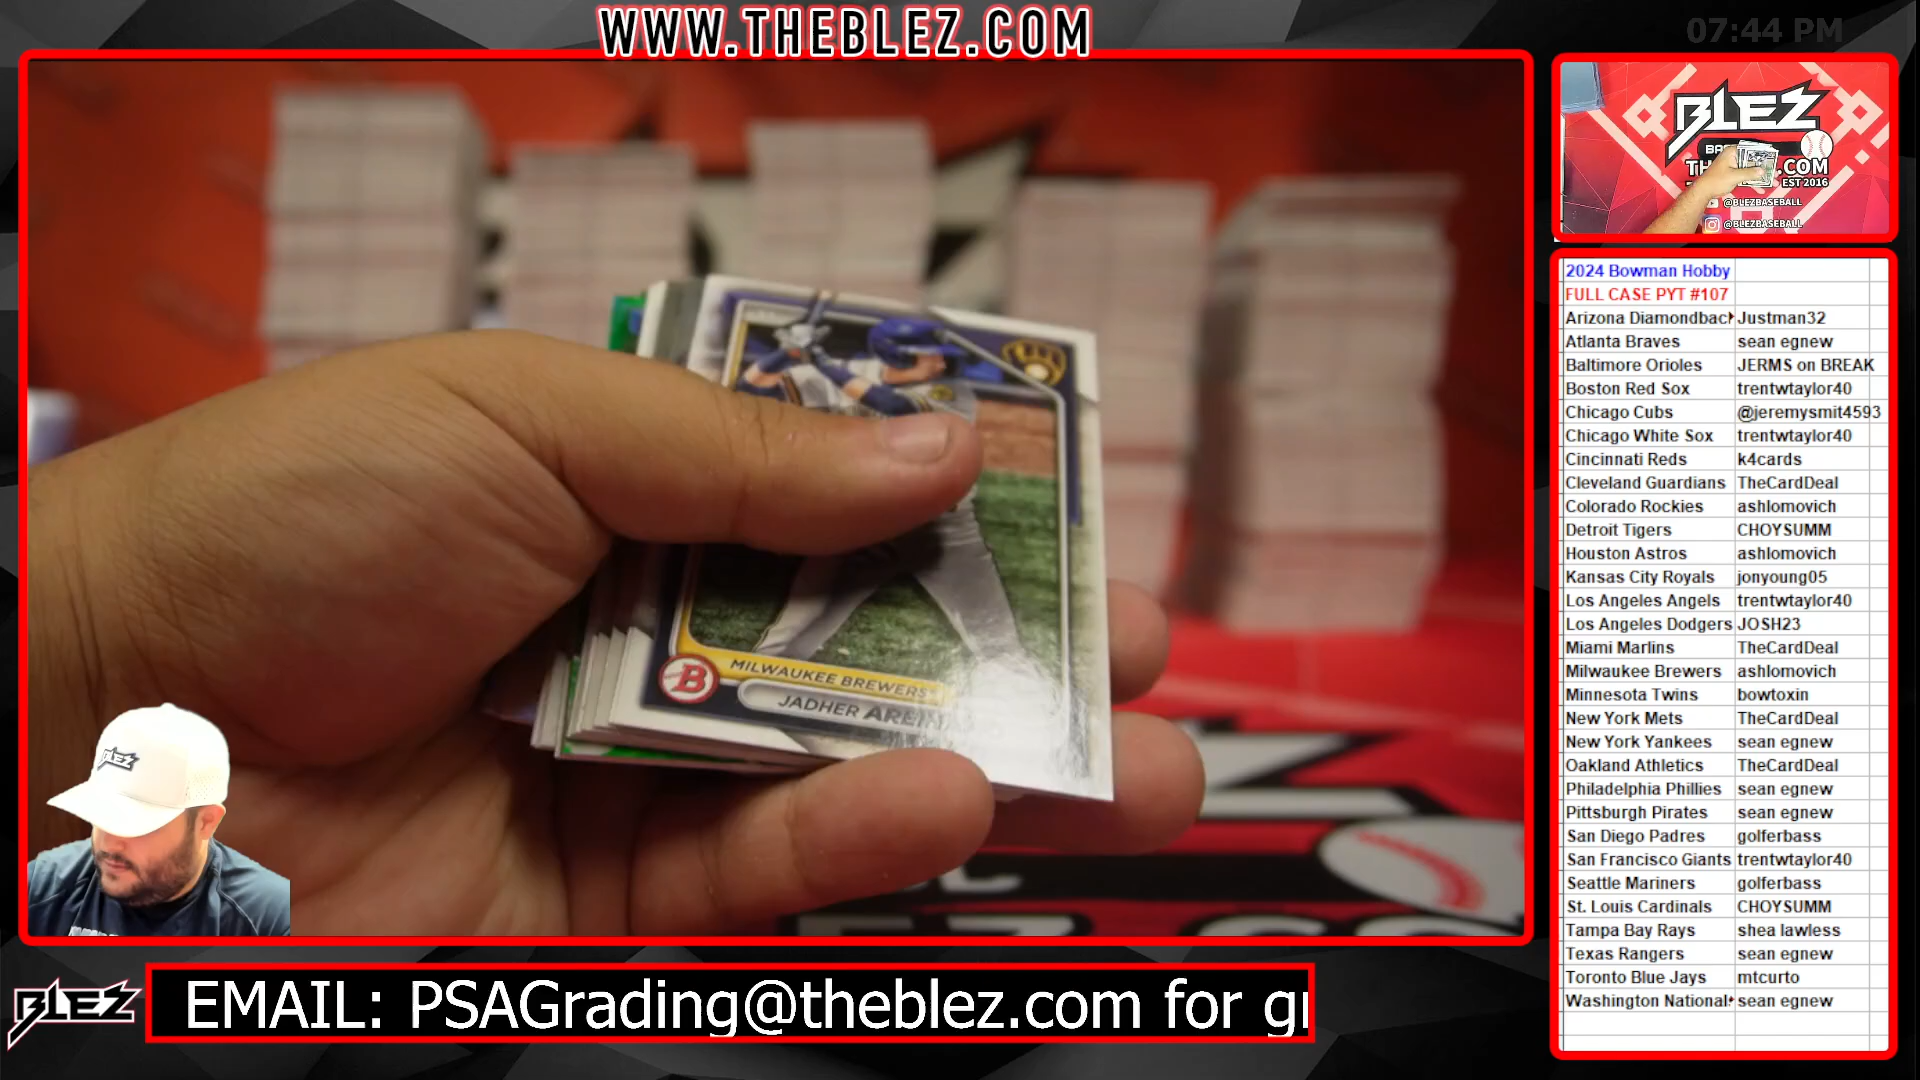 WWW.THEBLEZ.COM
07:44 PM
BLEZ
.COM
EST 2016
@BLEZBASEBALL
@BLEZBASEBALL
2024 Bowman Hobby
FULL CASE PYT #107
Arizona Diamondback Justman32
Atlanta Braves sean egnew
Baltimore Orioles JERMS on BREAK
Boston Red Sox trentwtaylor40
Chicago Cubs @jeremysmit4593
Chicago White Sox trentwtaylor40
Cincinnati Reds k4cards
Cleveland Guardians TheCardDeal
Colorado Rockies ashlomovich
Detroit Tigers CHOYSUMM
Houston Astros ashlomovich
Kansas City Royals jonyoung05
Los Angeles Angels trentwtaylor40
Los Angeles Dodgers JOSH23
Miami Marlins TheCardDeal
Milwaukee Brewers ashlomovich
Minnesota Twins bowtoxin
New York Mets TheCardDeal
New York Yankees sean egnew
Oakland Athletics TheCardDeal
Philadelphia Phillies sean egnew
Pittsburgh Pirates sean egnew
San Diego Padres golferbass
San Francisco Giants trentwtaylor40
Seattle Mariners golferbass
St. Louis Cardinals CHOYSUMM
Tampa Bay Rays shea lawless
Texas Rangers sean egnew
Toronto Blue Jays mtcurto
Washington National sean egnew
B
MILWAUKEE BREWERS
JADHER
BLEZ
BLEZ
EMAIL: PSAGrading@theblez.com for gr